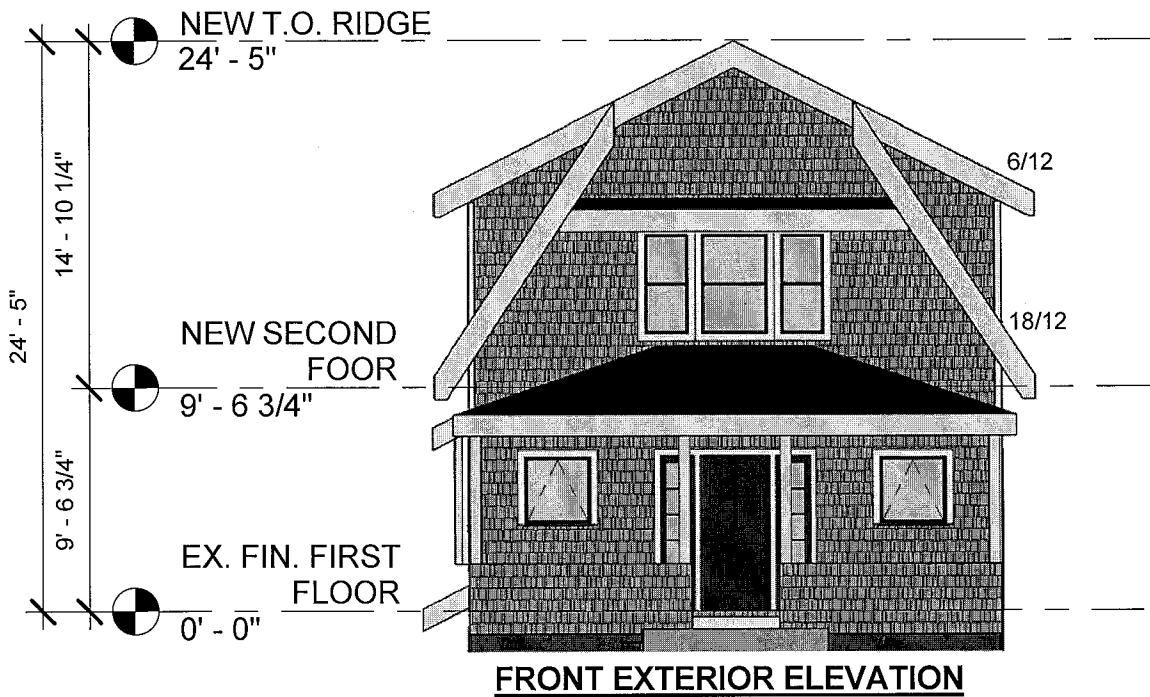 NEW T.O. RIDGE
24' - 5"
6/12
14' - 10 1/4"
24' - 5"
18/12
NEW SECOND
FOOR
9' - 6 3/4"
9' - 6 3/4"
EX. FIN. FIRST
FLOOR
0' - 0"
FRONT EXTERIOR ELEVATION